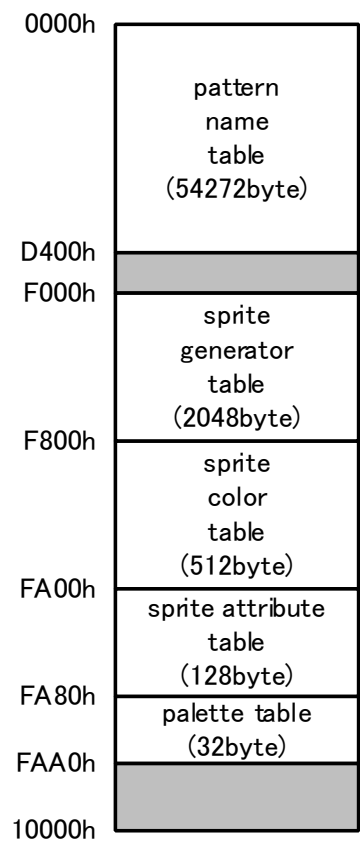 0000h
pattern
name
table
(54272byte)
D400h
F000h
sprite
generator
table
(2048byte)
F800h
sprite
color
table
(512byte)
FA00h
sprite attribute
table
(128byte)
FA80h
palette table
(32byte)
FAA0h
10000h